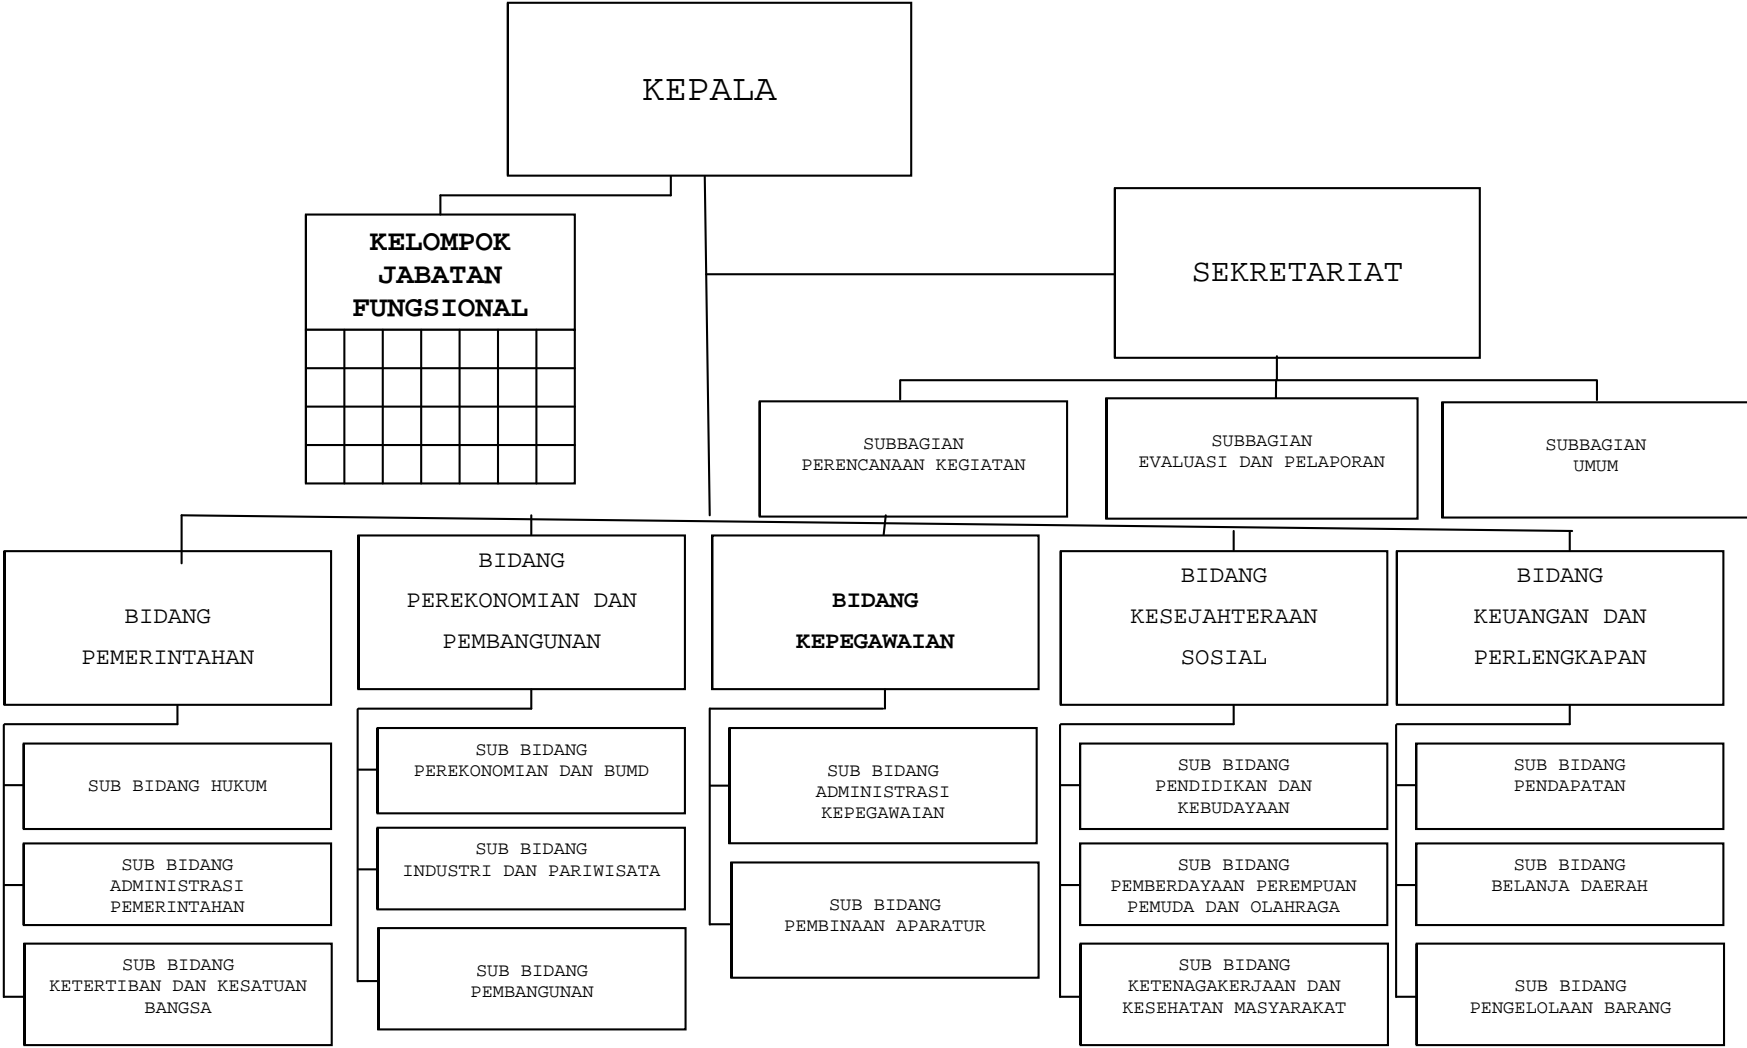 KEPALA
KELOMPOK
JABATAN
FUNGSIONAL
SEKRETARIAT
SUBBAGIAN
PERENCANAAN KEGIATAN
SUBBAGIAN
EVALUASI DAN PELAPORAN
SUBBAGIAN
UMUM
BIDANG
PEMERINTAHAN
BIDANG
PEREKONOMIAN DAN
PEMBANGUNAN
BIDANG
KEPEGAWAIAN
BIDANG
KESEJAHTERAAN
SOSIAL
BIDANG
KEUANGAN DAN
PERLENGKAPAN
SUB BIDANG HUKUM
SUB BIDANG
ADMINISTRASI
PEMERINTAHAN
SUB BIDANG
KETERTIBAN DAN KESATUAN
BANGSA
SUB BIDANG
PEREKONOMIAN DAN BUMD
SUB BIDANG
INDUSTRI DAN PARIWISATA
SUB BIDANG
PEMBANGUNAN
SUB BIDANG
ADMINISTRASI
KEPEGAWAIAN
SUB BIDANG
PEMBINAAN APARATUR
SUB BIDANG
PENDIDIKAN DAN
KEBUDAYAAN
SUB BIDANG
PEMBERDAYAAN PEREMPUAN
PEMUDA DAN OLAHRAGA
SUB BIDANG
KETENAGAKERJAAN DAN
KESEHATAN MASYARAKAT
SUB BIDANG
PENDAPATAN
SUB BIDANG
BELANJA DAERAH
SUB BIDANG
PENGELOLAAN BARANG